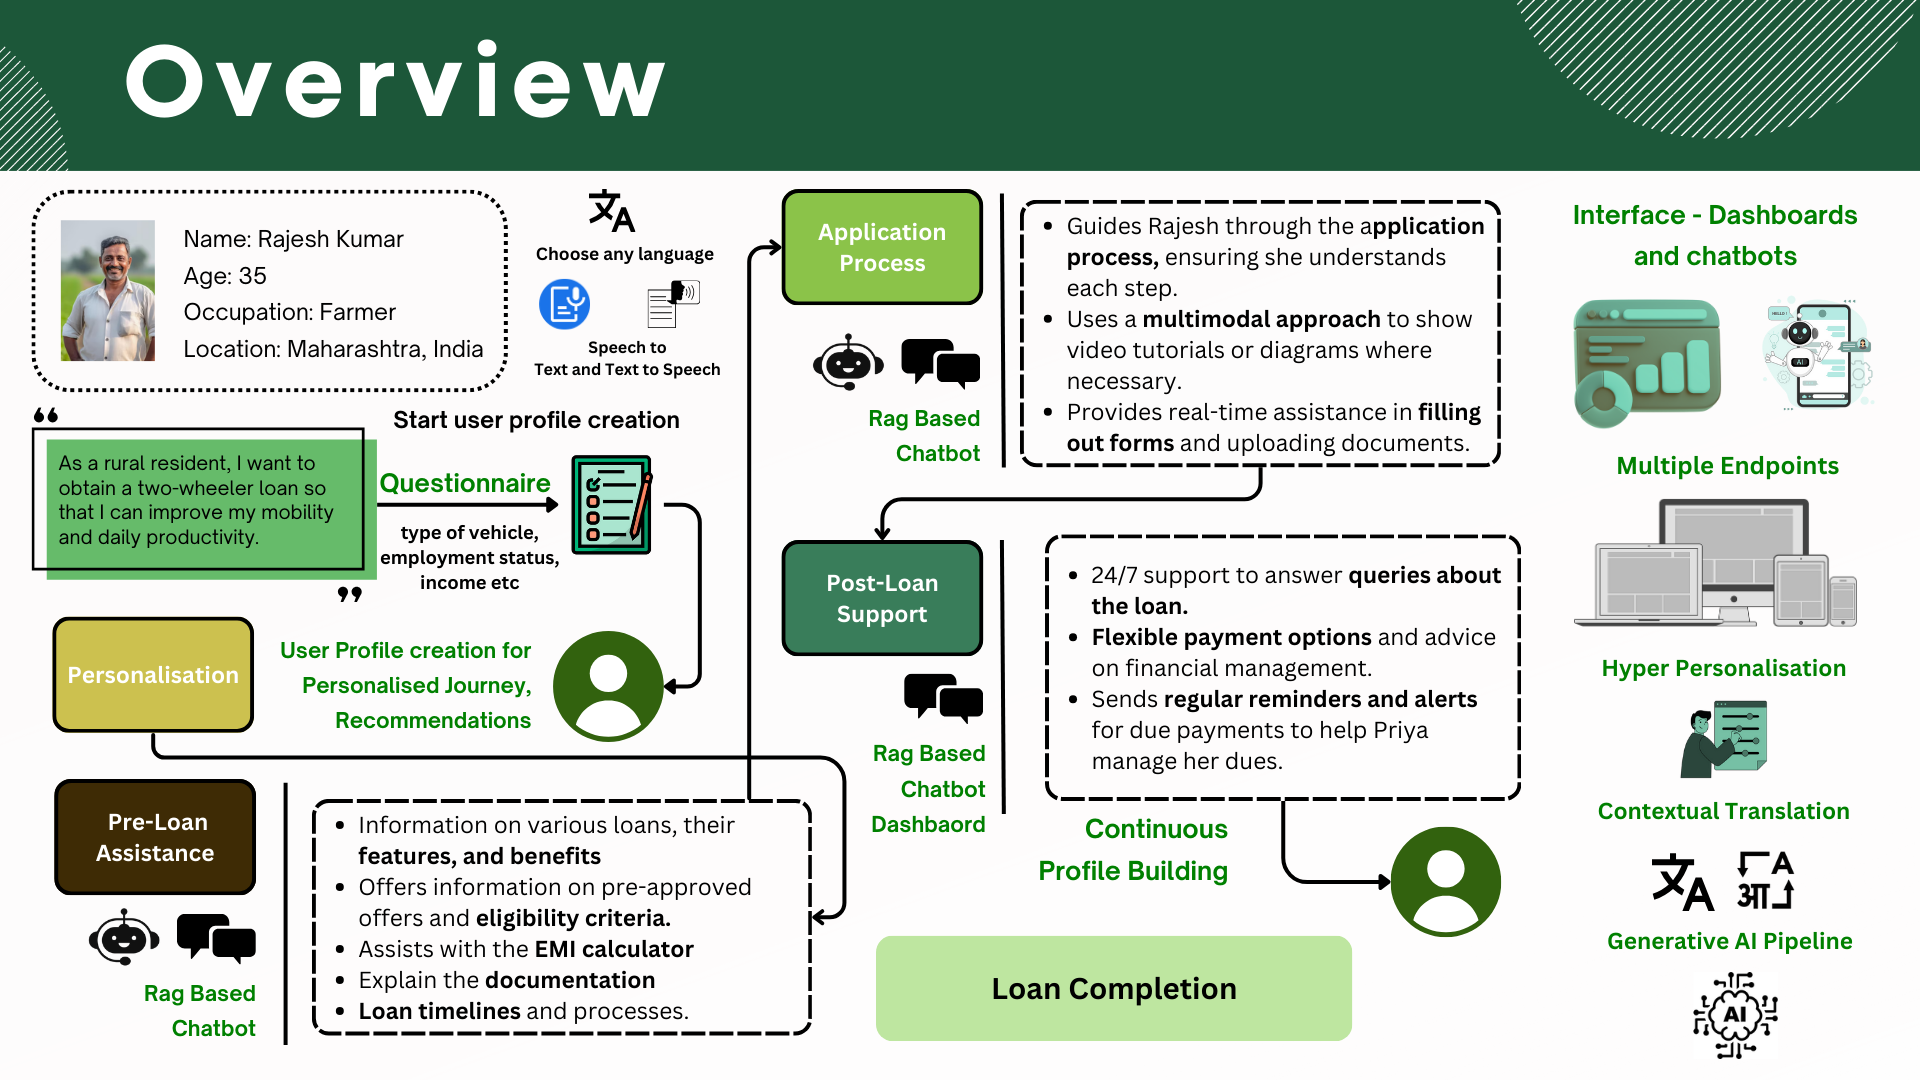 Overview
Name: Rajesh Kumar
Age: 35
Occupation: Farmer
Location: Maharashtra, India
文A
Choose any language
Speech to
Text and Text to Speech
“
Start user profile creation
As a rural resident, I want to
obtain a two-wheeler loan so
that I can improve my mobility
and daily productivity.
”
Questionnaire
type of vehicle,
employment status,
income etc
Personalisation
User Profile creation for
Personalised Journey,
Recommendations
Pre-Loan
Assistance
Rag Based
Chatbot
• Information on various loans, their
features, and benefits
• Offers information on pre-approved
offers and eligibility criteria.
• Assists with the EMI calculator
• Explain the documentation
• Loan timelines and processes.
Application
Process
Rag Based
Chatbot
• Guides Rajesh through the application
process, ensuring she understands
each step.
• Uses a multimodal approach to show
video tutorials or diagrams where
necessary.
• Provides real-time assistance in filling
out forms and uploading documents.
Post-Loan
Support
Rag Based
Chatbot
Dashbaord
• 24/7 support to answer queries about
the loan.
• Flexible payment options and advice
on financial management.
• Sends regular reminders and alerts
for due payments to help Priya
manage her dues.
Continuous
Profile Building
Loan Completion
Interface - Dashboards
and chatbots
HELLO!
AI
Multiple Endpoints
Hyper Personalisation
Contextual Translation
文A
A
आ
Generative AI Pipeline
AI